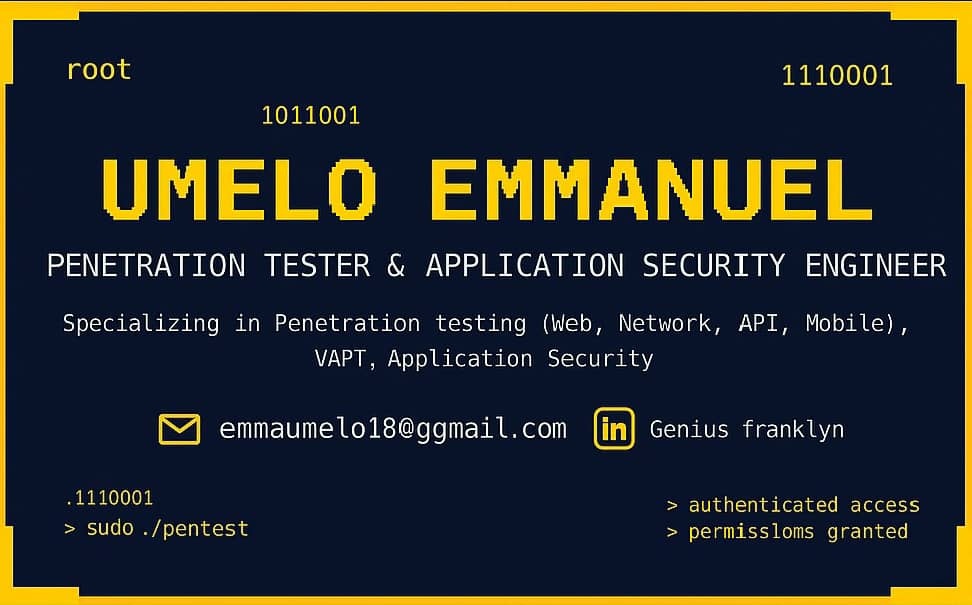 root
1110001
1011001
UMELO EMMANUEL
PENETRATION TESTER & APPLICATION SECURITY ENGINEER
Specializing in Penetration testing (Web, Network, API, Mobile),
VAPT, Application Security
emmaumelo18@ggmail.com
in Genius franklyn
.1110001
> sudo ./pentest
> authenticated access
> permissloms granted